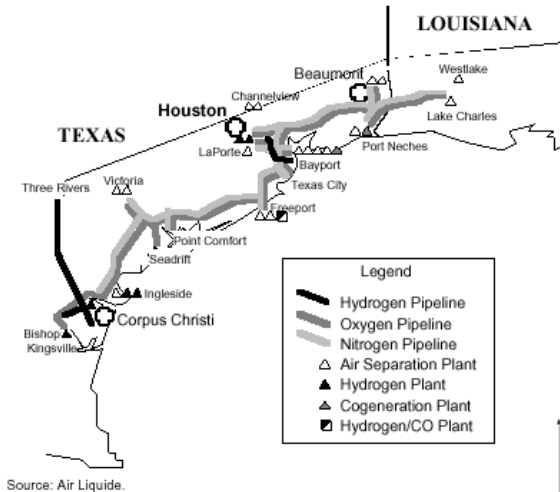 LOUISIANA
Westlake
Beaumont
Channelview
Houston
Lake Charles
TEXAS
Port Neches
LaPorte
Bayport
Three Rivers
Victoria
Texas City
Freeport
Point Comfort
Seadrift
Ingleside
Corpus Christi
Bishop
Kingsville
Legend
Hydrogen Pipeline
Oxygen Pipeline
Nitrogen Pipeline
Air Separation Plant
Hydrogen Plant
Cogeneration Plant
Hydrogen/CO Plant
Source: Air Liquide.